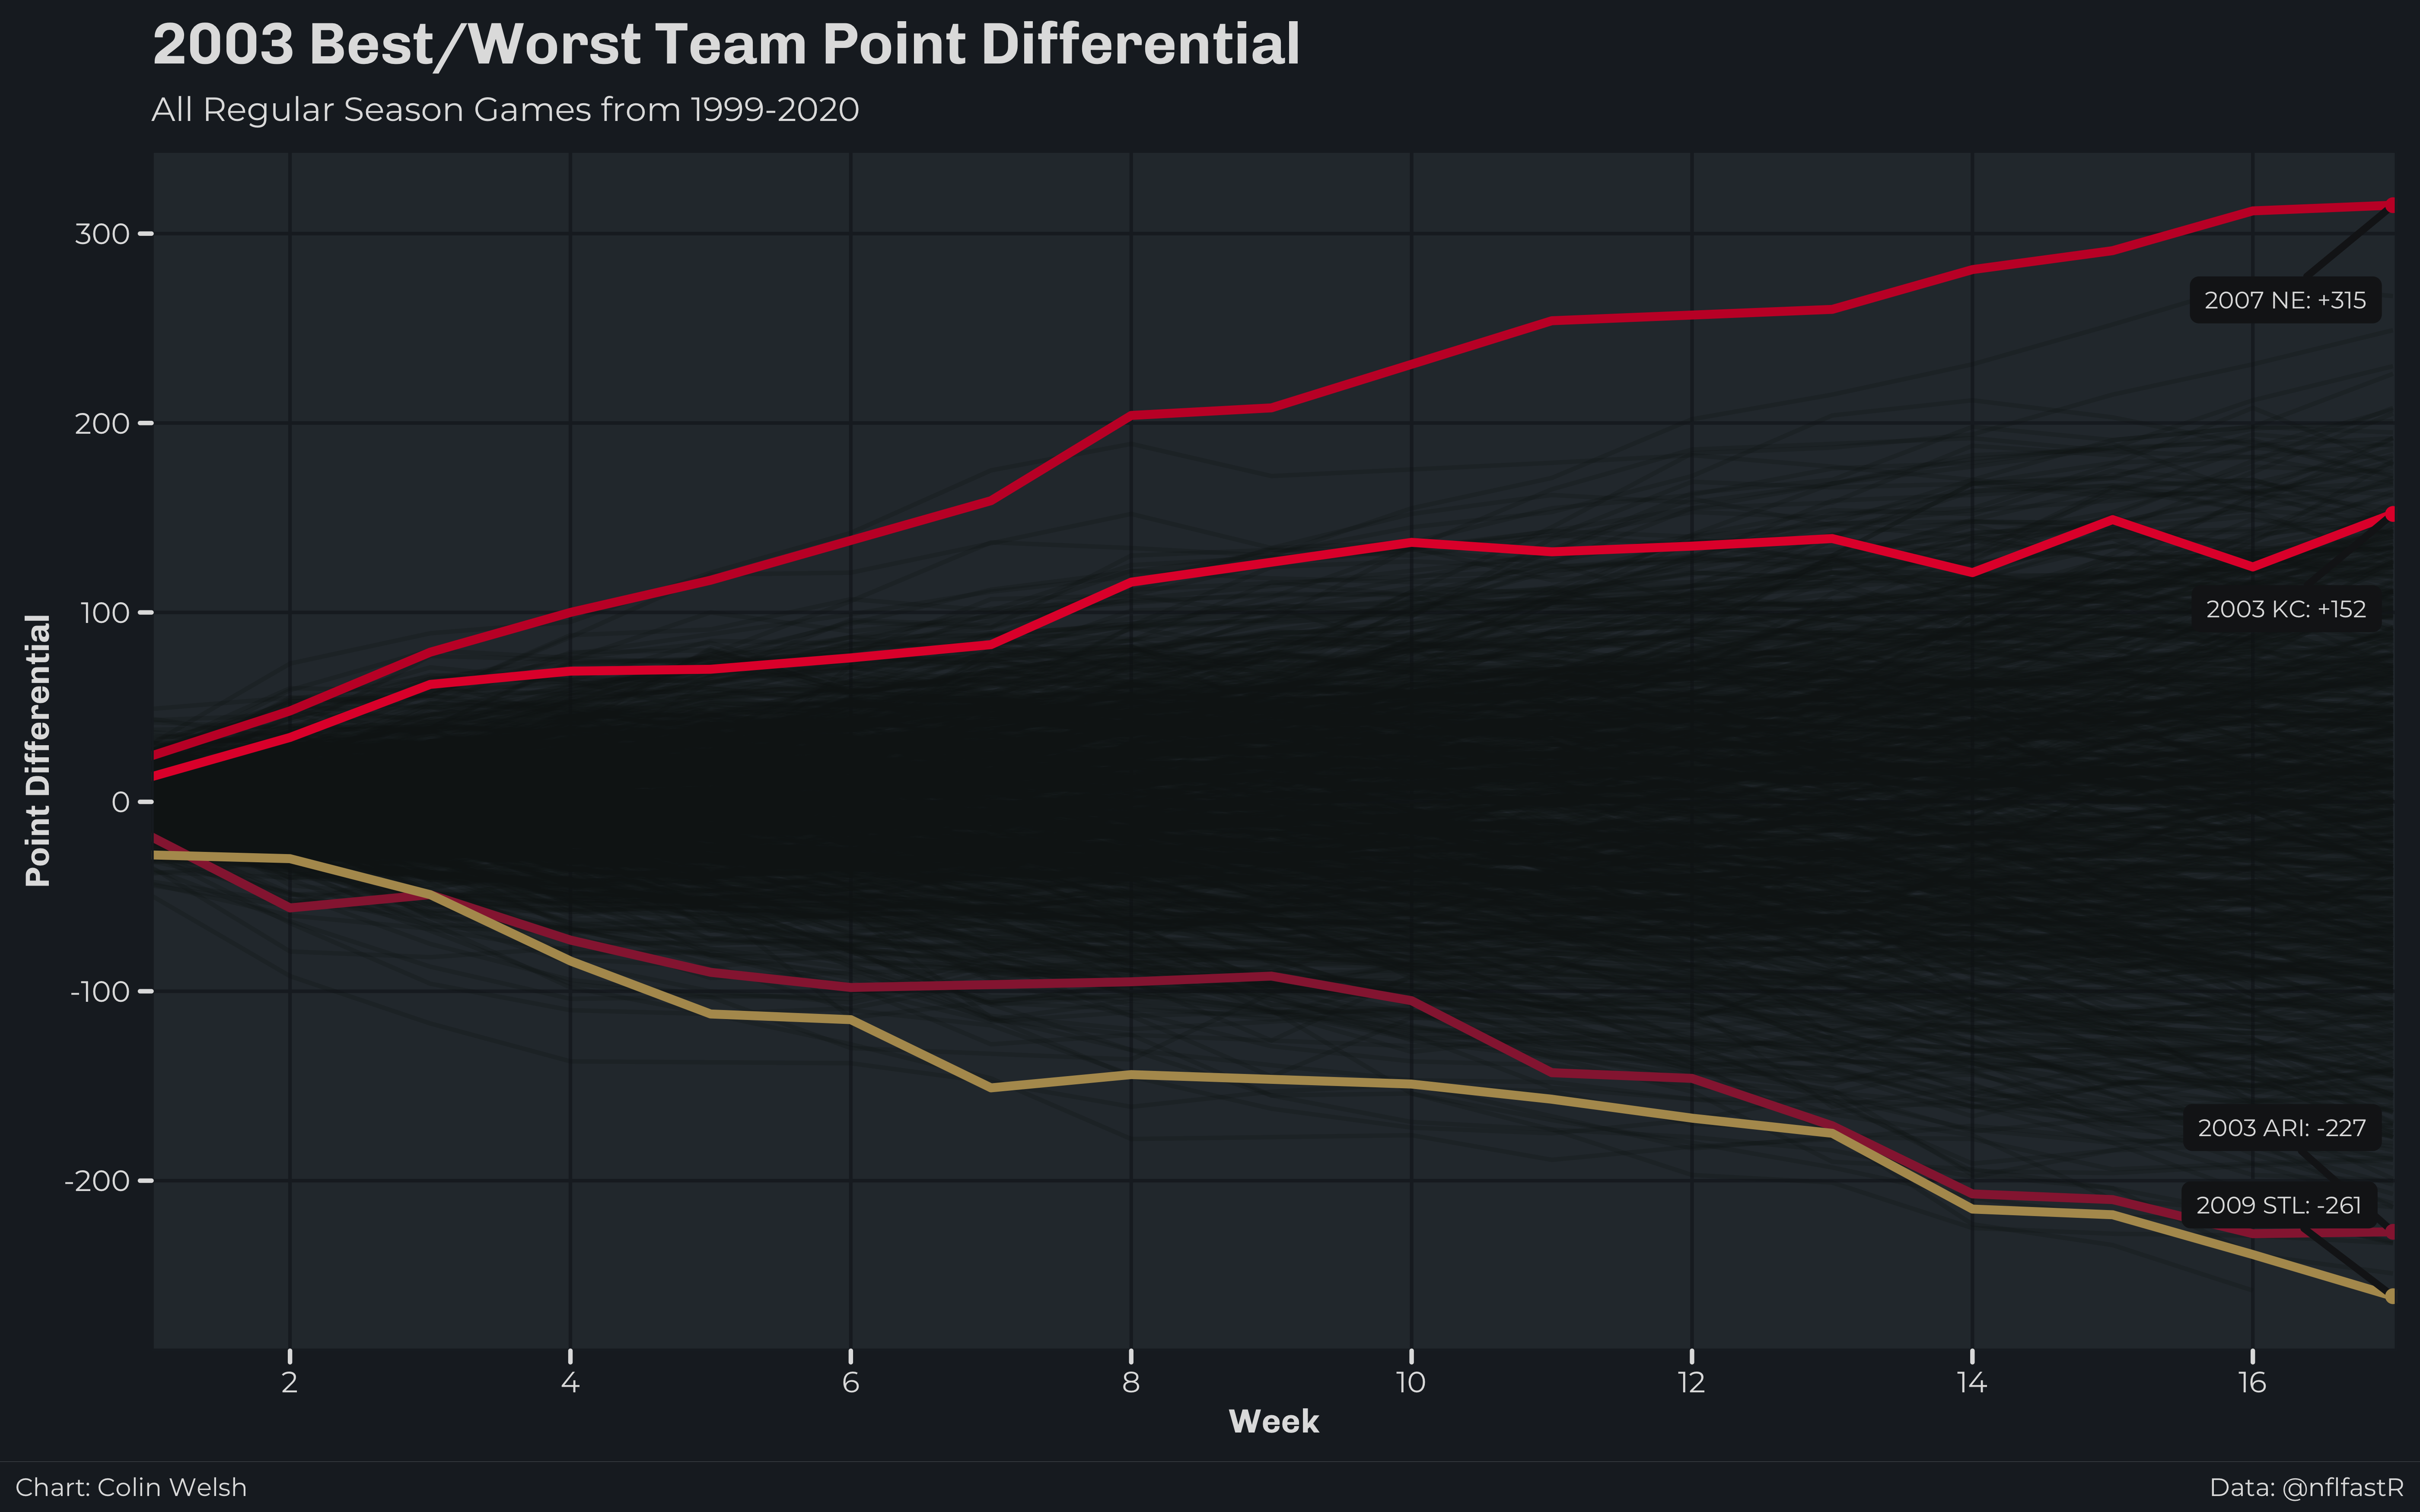 2003 Best/Worst Team Point Differential
All Regular Season Games from 1999-2020
Point Differential
300
200
100
0
-100
-200
2007 NE: +315
2003 KC: +152
2003 ARI: -227
2009 STL: -261
2 4 6 8 10 12 14 16
Week
Chart: Colin Welsh
Data: @nflfastR